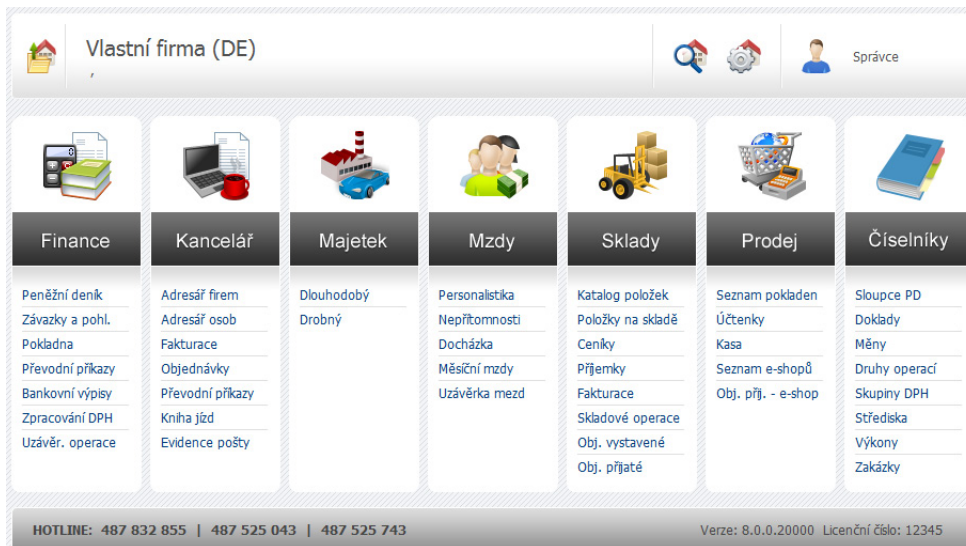 Vlastní firma (DE)
,
Správce
Finance
Peněžní deník
Závazky a pohl.
Pokladna
Převodní příkazy
Bankovní výpisy
Zpracování DPH
Uzávěr. operace
Kancelář
Adresář firem
Adresář osob
Fakturace
Objednávky
Převodní příkazy
Kniha jízd
Evidence pošty
Majetek
Dlouhodobý
Drobný
Mzdy
Personalistika
Nepřítomnosti
Docházka
Měsíční mzdy
Uzávěrka mezd
Sklady
Katalog položek
Položky na skladě
Ceníky
Příjemky
Fakturace
Skladové operace
Obj. vystavené
Obj. přijaté
Prodej
Seznam pokladen
Účtenky
Kasa
Seznam e-shopů
Obj. přij. - e-shop
Číselníky
Sloupce PD
Doklady
Měny
Druhy operací
Skupiny DPH
Střediska
Výkony
Zakázky
HOTLINE: 487 832 855 | 487 525 043 | 487 525 743
Verze: 8.0.0.20000 Licenční číslo: 12345